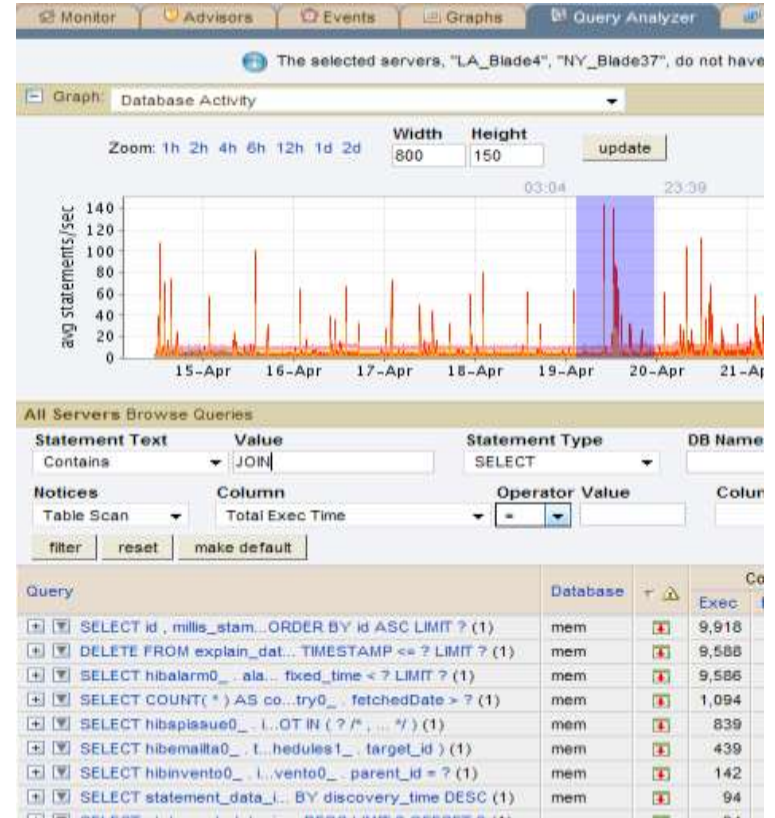 Monitor Advisors Events Graphs Query Analyzer
The selected servers, "LA_Blade4", "NY_Blade37", do not have
Graph: Database Activity
Width Height
Zoom: 1h 2h 4h 6h 12h 1d 2d 800 150 update
03:04 23:39
avg statements/sec
140
120
100
80
60
40
20
0
15-Apr 16-Apr 17-Apr 18-Apr 19-Apr 20-Apr 21-Ap
All Servers Browse Queries
Statement Text Value Statement Type DB Name
Contains JOIN SELECT
Notices Column Operator Value Colu
Table Scan Total Exec Time =
filter reset make default
Co
Query Database Exec
SELECT id , millis_stam...ORDER BY id ASC LIMIT ? (1) mem 9,918
DELETE FROM explain_dat... TIMESTAMP <= ? LIMIT ? (1) mem 9,588
SELECT hibalarm0_ . ala... fixed_time < ? LIMIT ? (1) mem 9,586
SELECT COUNT( * ) AS co...try0_ . fetchedDate > ? (1) mem 1,094
SELECT hibspissue0_ . i...OT IN ( ? /* , ... */ ) (1) mem 839
SELECT hibemailta0_ . t...hedules1_ . target_id ) (1) mem 439
SELECT hibinvento0_ . i...vento0_ . parent_id = ? (1) mem 142
SELECT statement_data_i... BY discovery_time DESC (1) mem 94